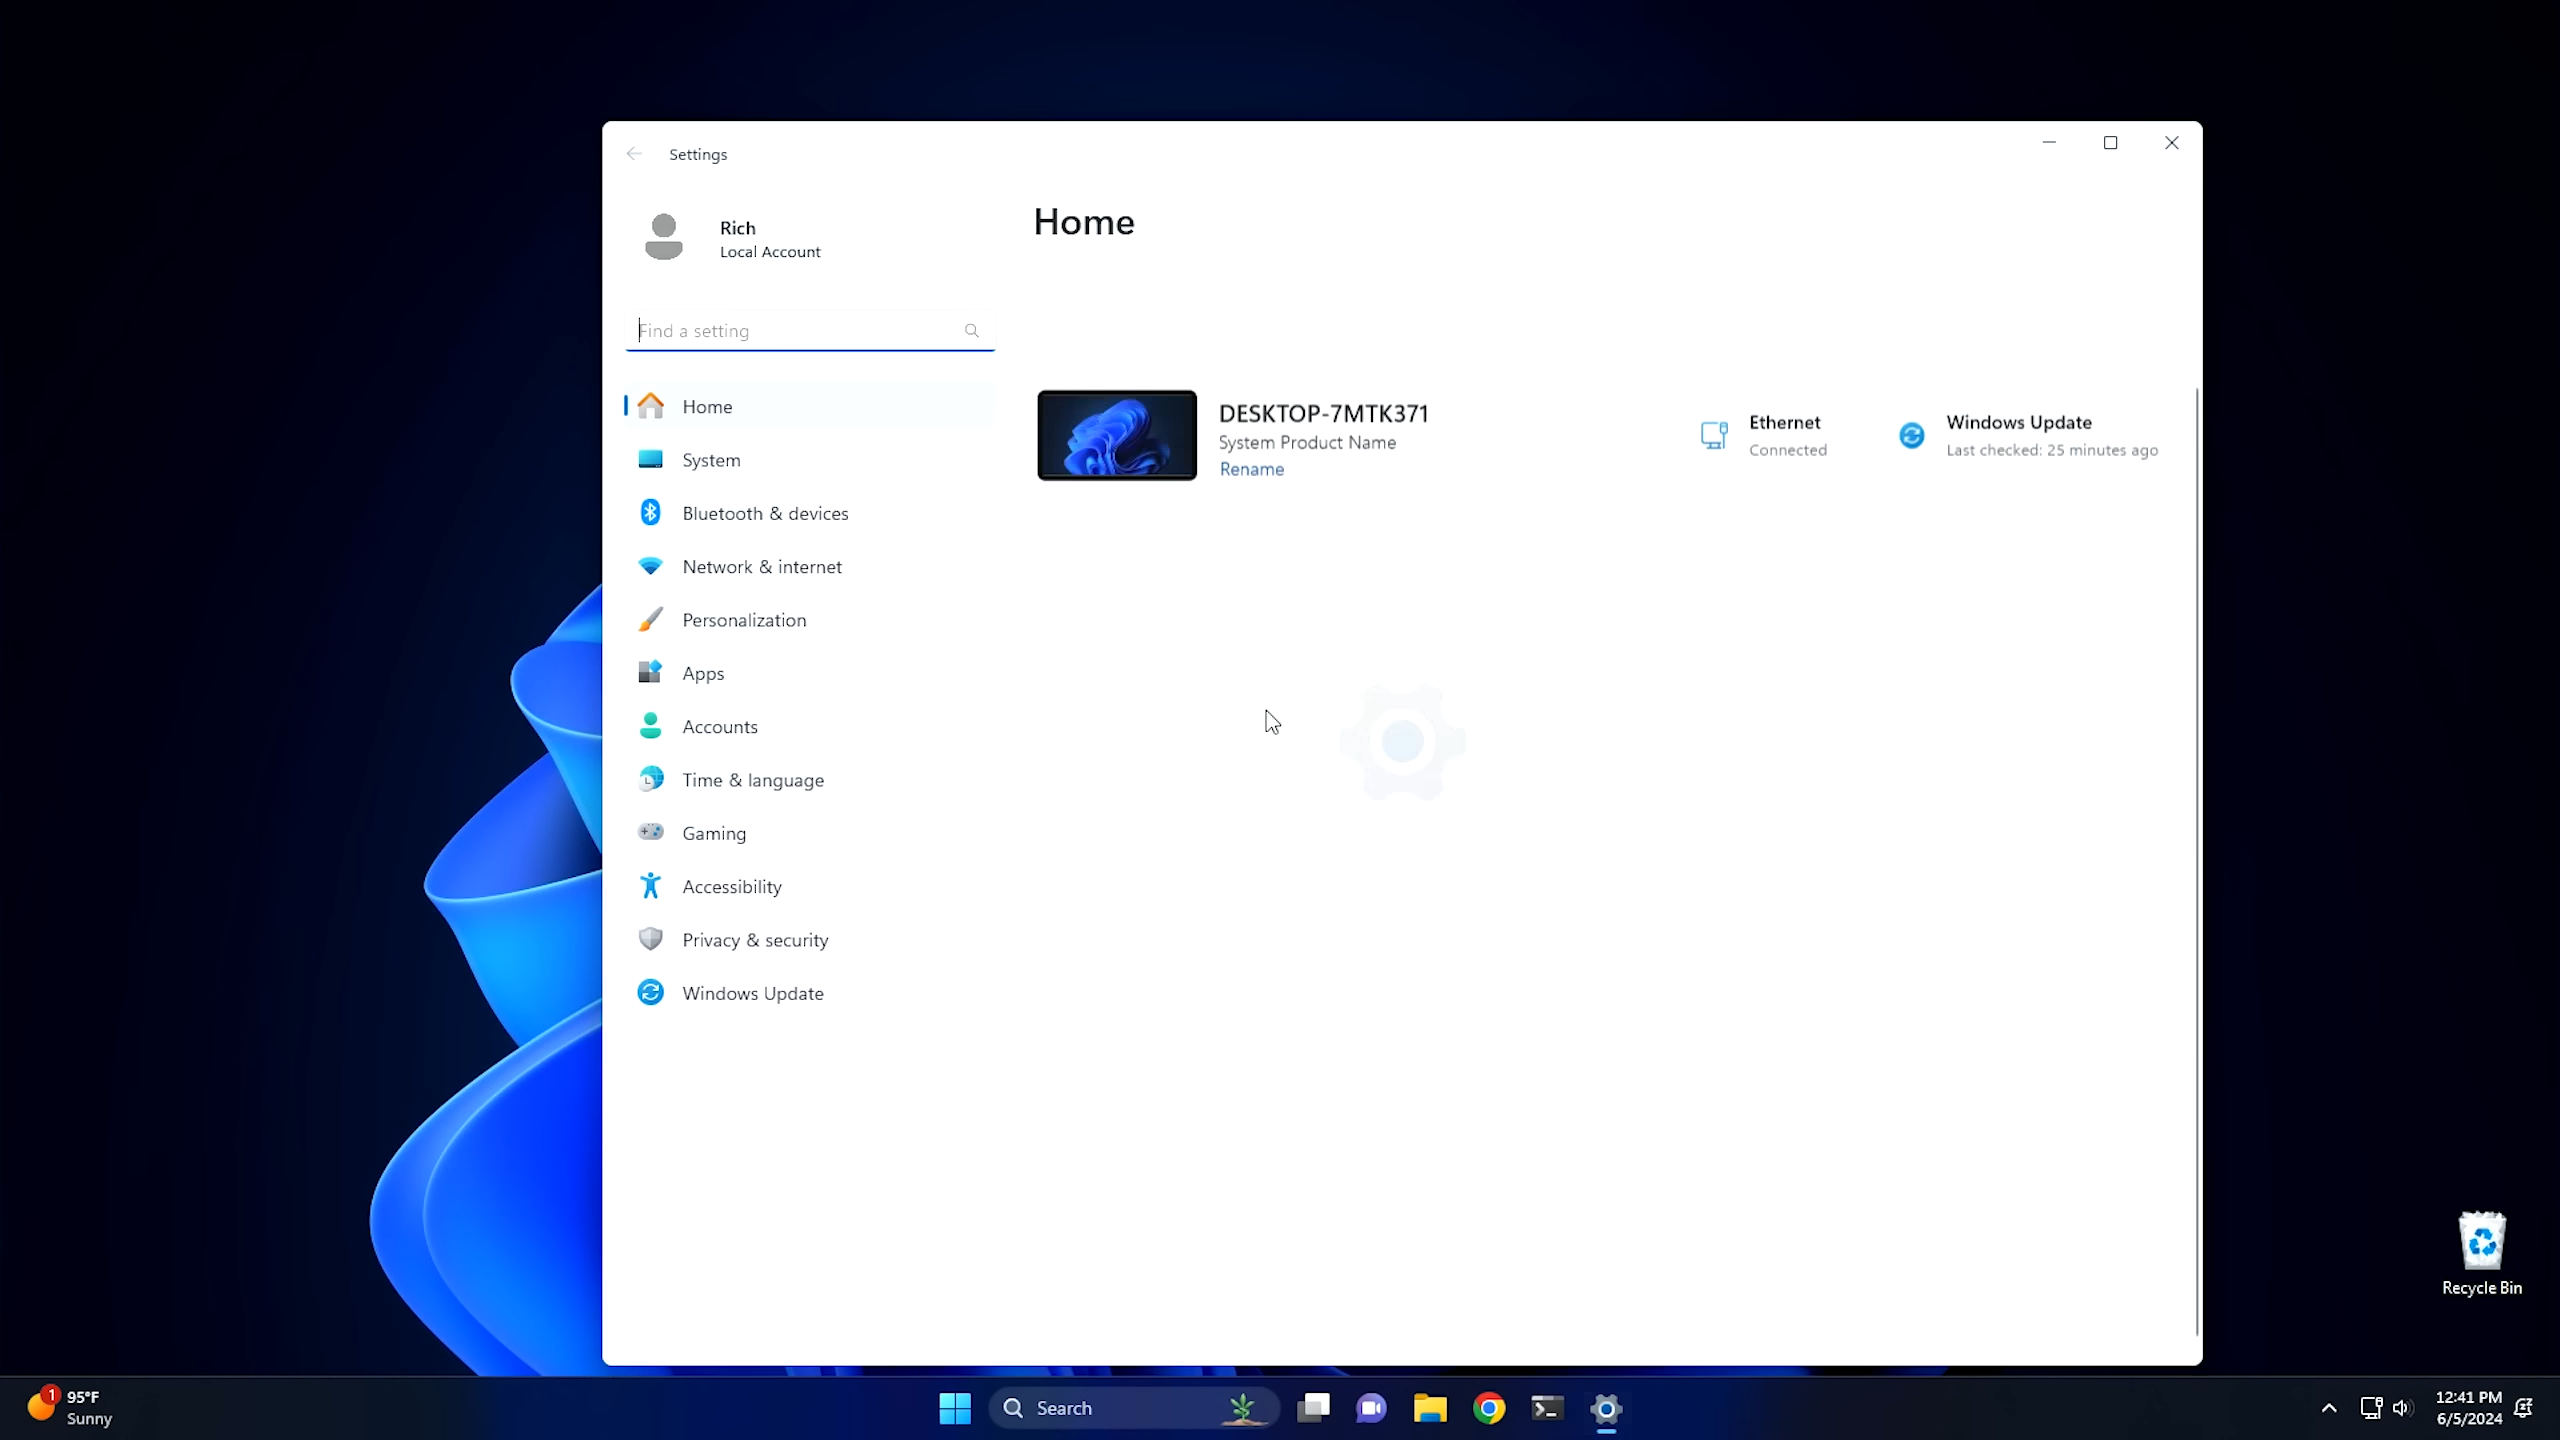 Settings
Rich
Local Account
Find a setting
Home
System
Bluetooth & devices
Network & internet
Personalization
Apps
Accounts
Time & language
Gaming
Accessibility
Privacy & security
Windows Update
Home
DESKTOP-7MTK371
System Product Name
Rename
Ethernet
Connected
Windows Update
Last checked: 25 minutes ago
Recycle Bin
1
95°F
Sunny
Search
12:41 PM
6/5/2024